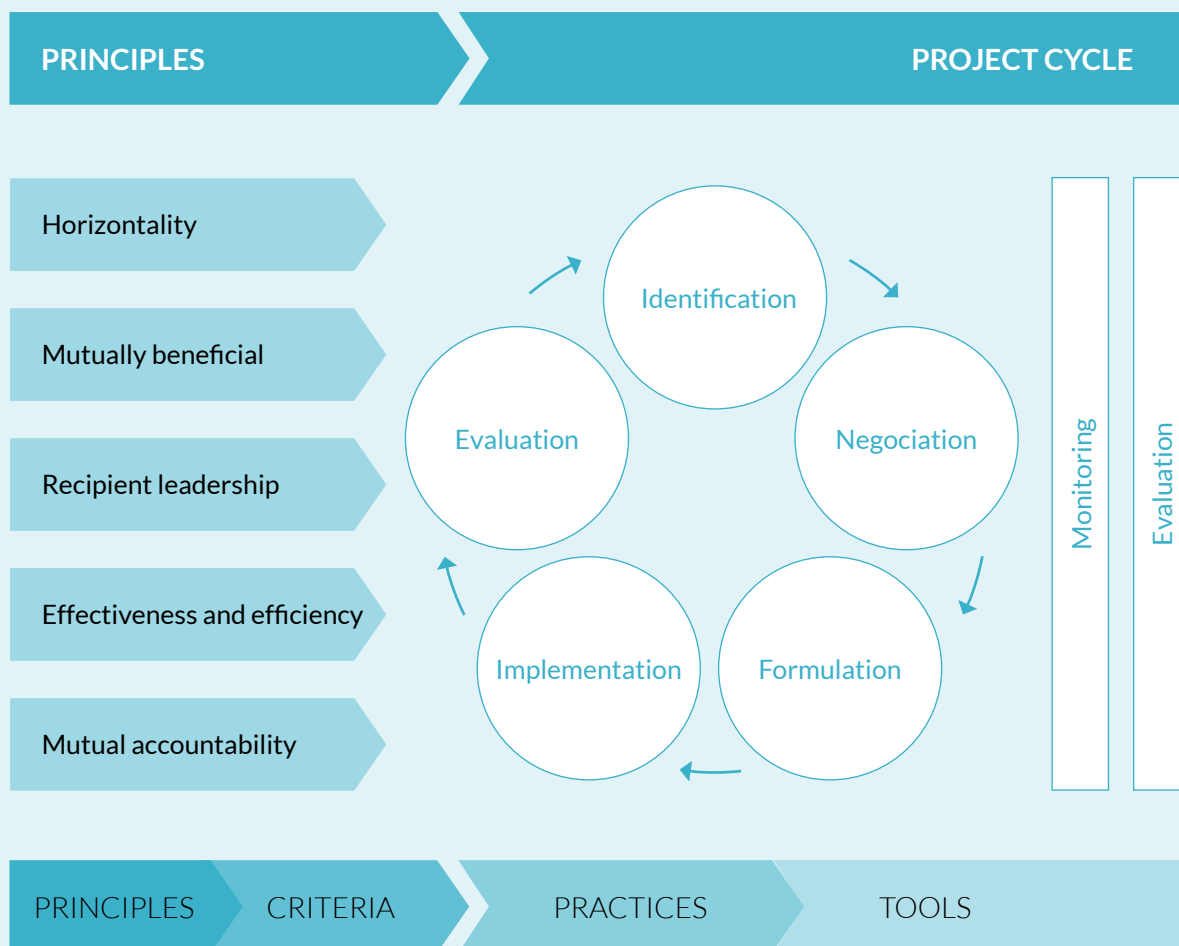 PRINCIPLES
PROJECT CYCLE
Horizontality
Mutually beneficial
Recipient leadership
Effectiveness and efficiency
Mutual accountability
Identification
Negociation
Formulation
Implementation
Evaluation
Monitoring
Evaluation
PRINCIPLES
CRITERIA
PRACTICES
TOOLS